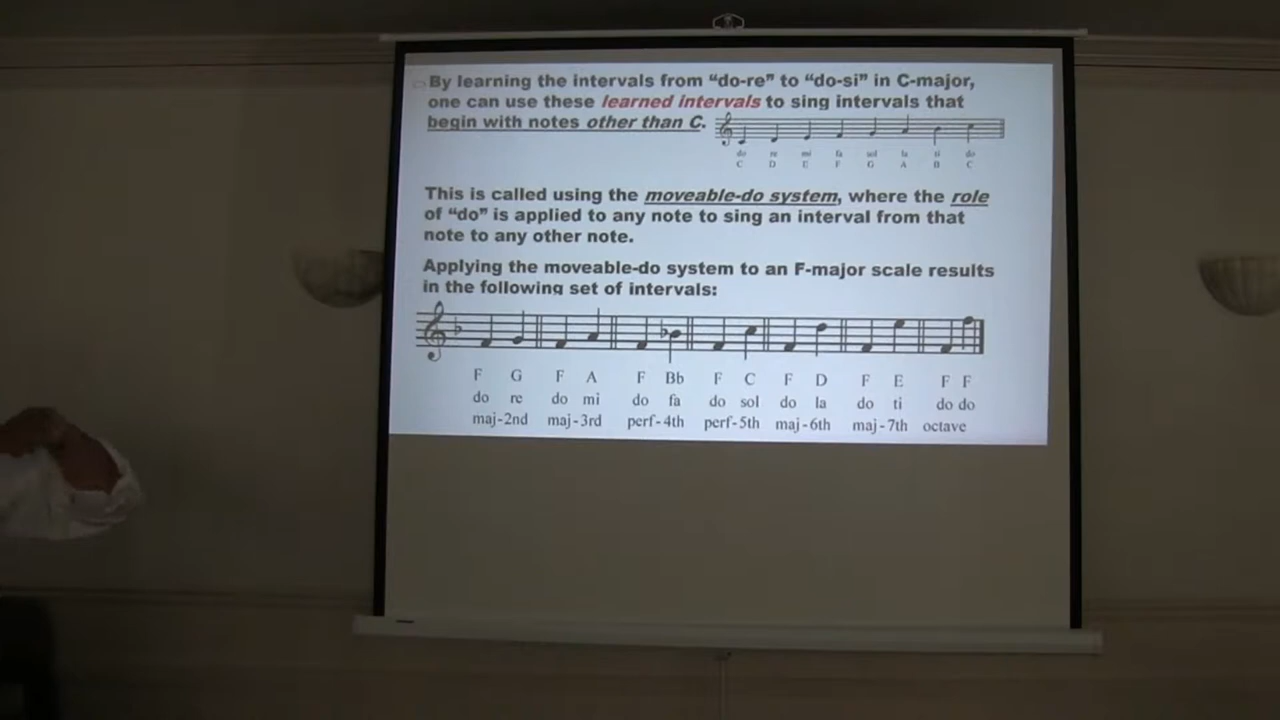 By learning the intervals from “do-re” to “do-si” in C-major,
one can use these learned intervals to sing intervals that
begin with notes other than C.
do re mi fa sol la ti do
C D E F G A B C
This is called using the moveable-do system, where the role
of “do” is applied to any note to sing an interval from that
note to any other note.
Applying the moveable-do system to an F-major scale results
in the following set of intervals:
F G F A F Bb F C F D F E F F
do re do mi do fa do sol do la do ti do do
maj-2nd maj-3rd perf-4th perf-5th maj-6th maj-7th octave